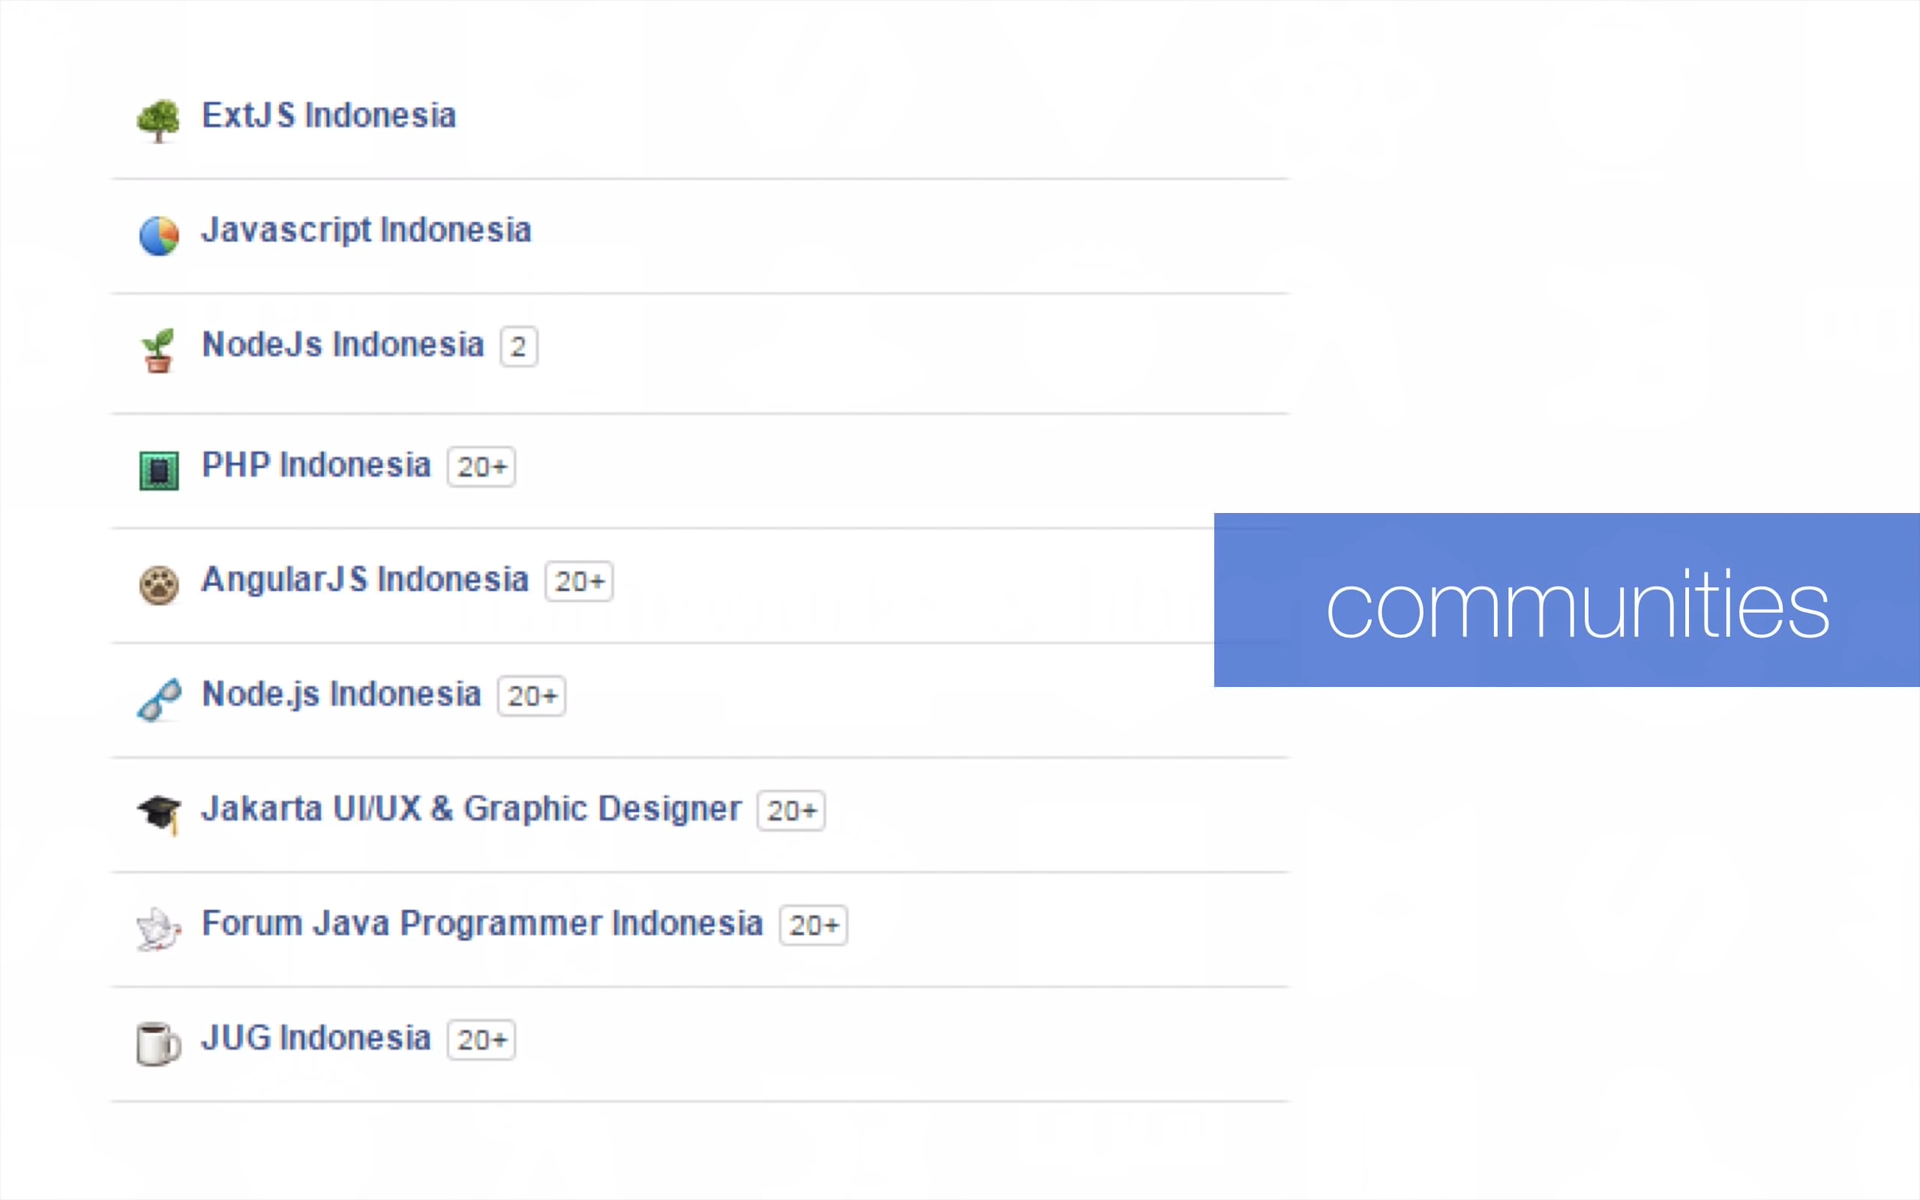 ExtJS Indonesia
Javascript Indonesia
NodeJs Indonesia 2
PHP Indonesia 20+
AngularJS Indonesia 20+
communities
Node.js Indonesia 20+
Jakarta UI/UX & Graphic Designer 20+
Forum Java Programmer Indonesia 20+
JUG Indonesia 20+